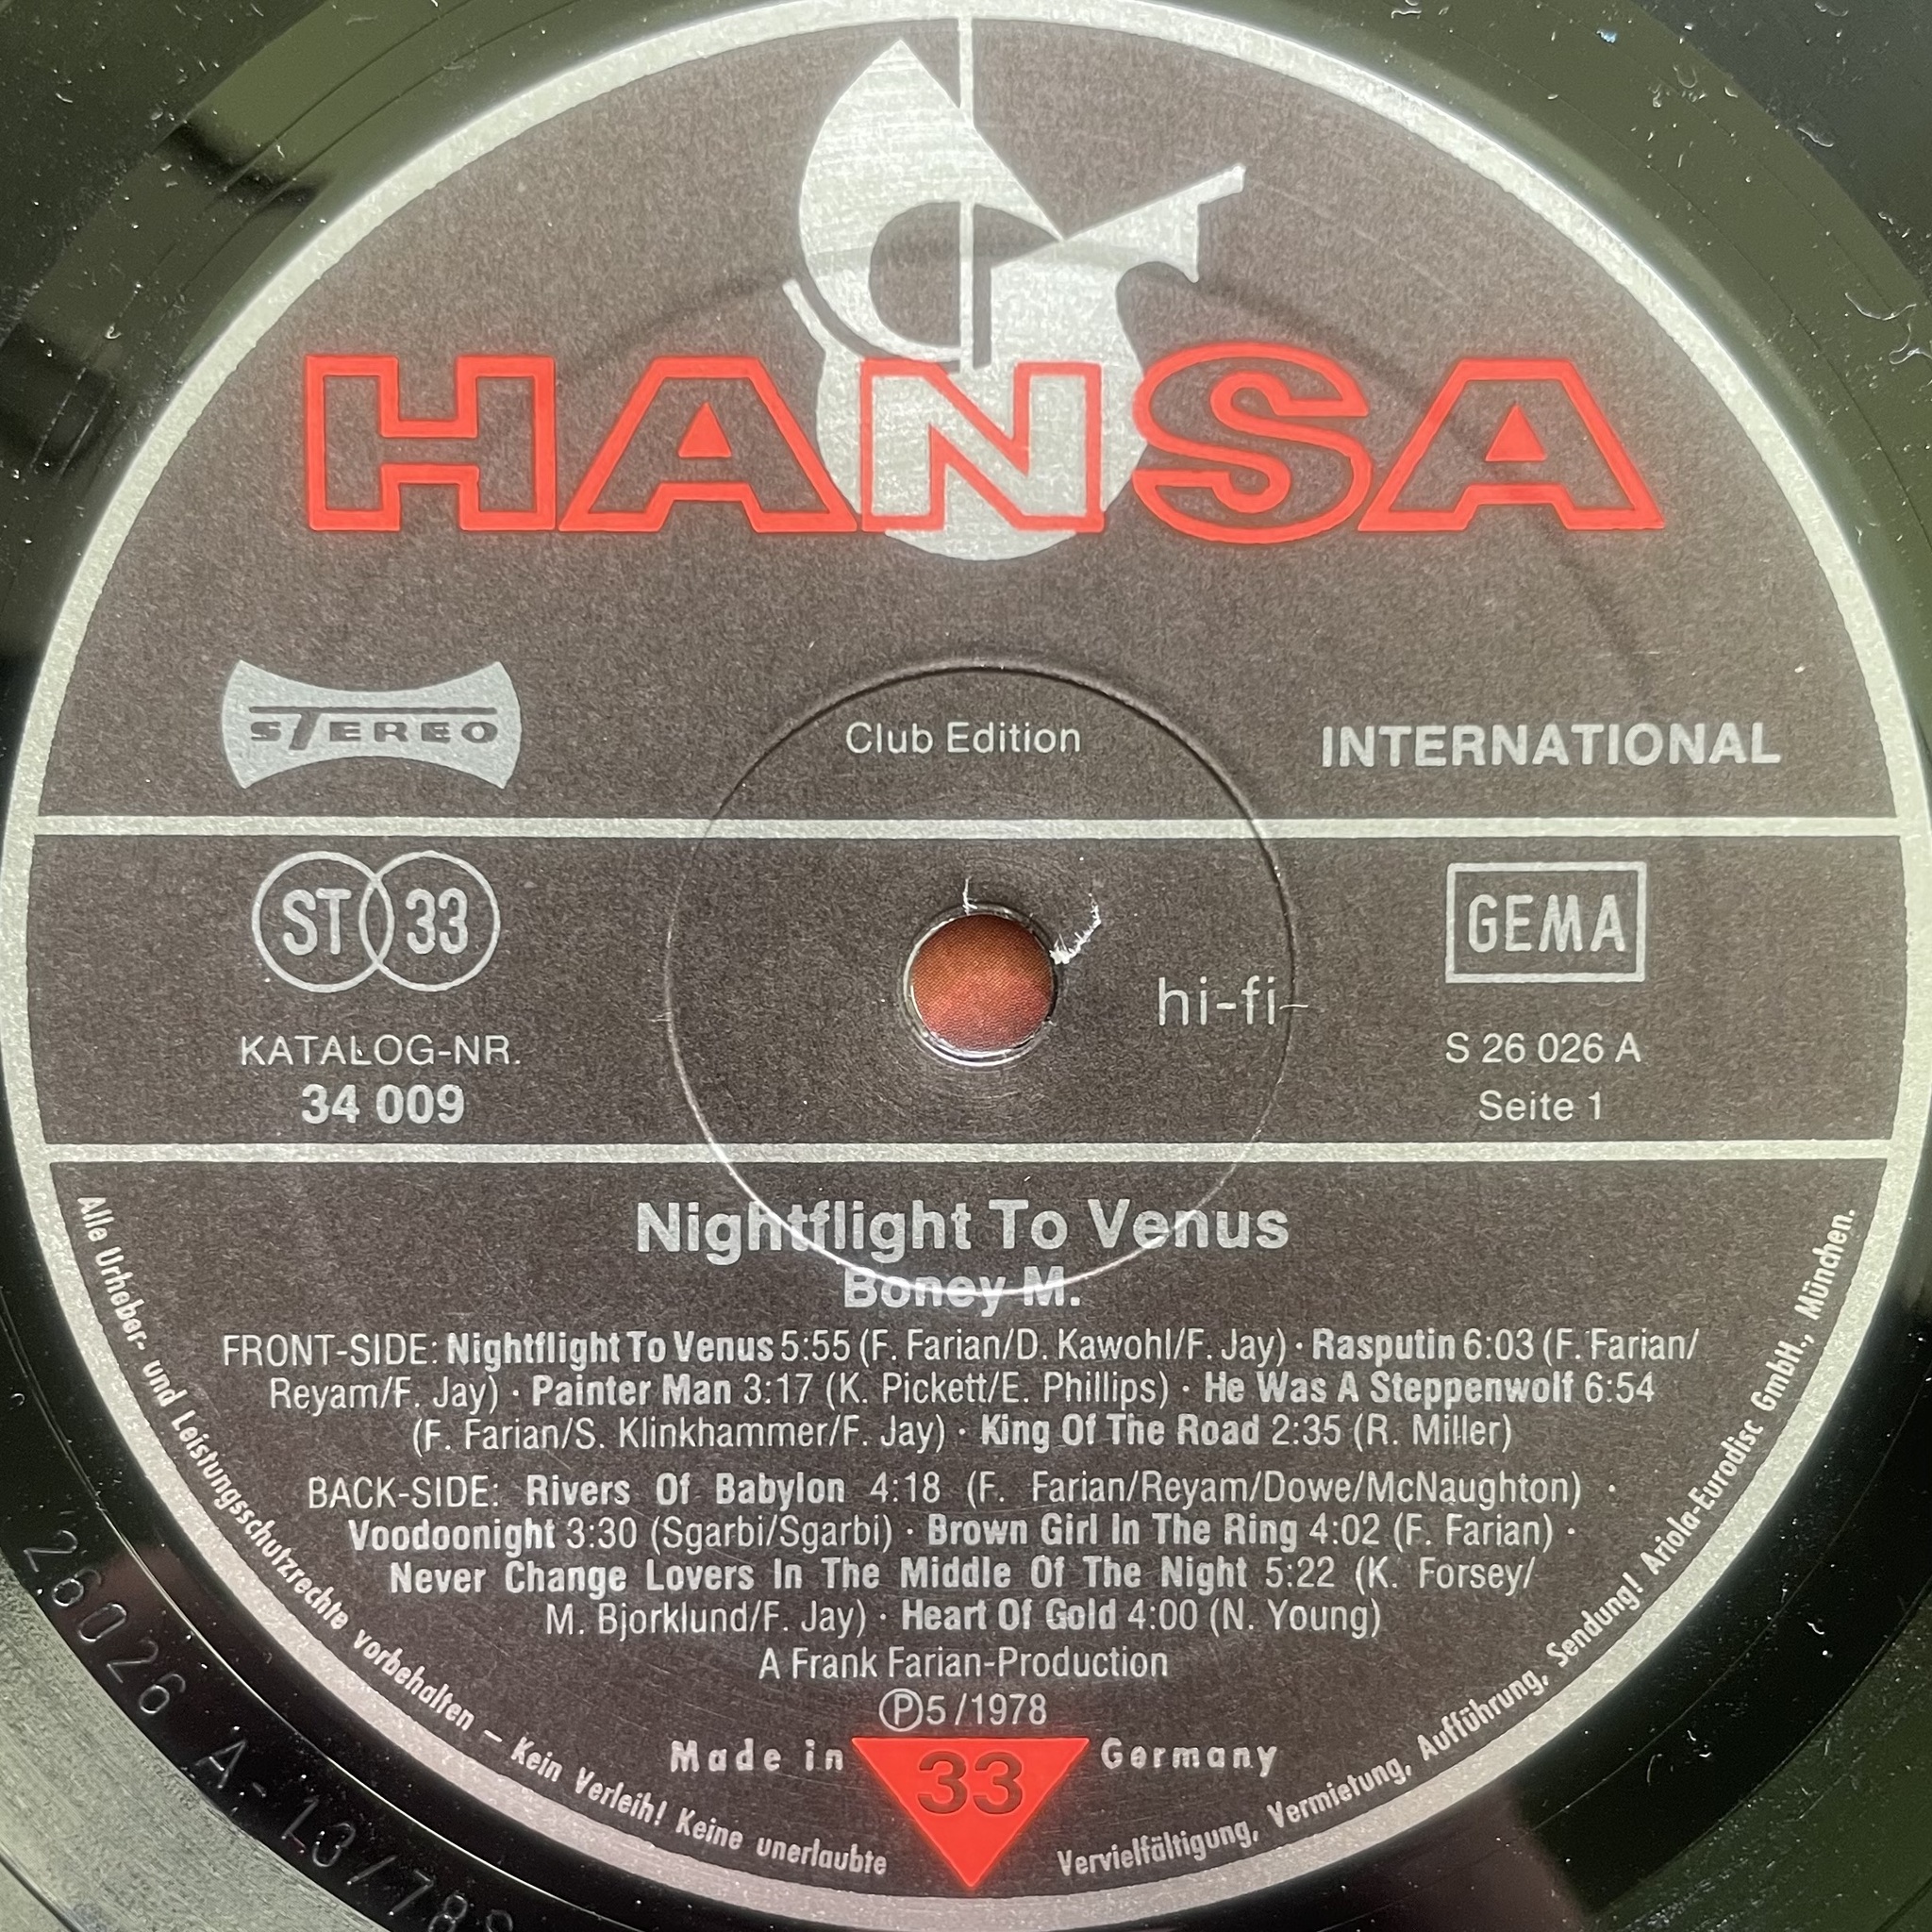 HANSA
STEREO
Club Edition
INTERNATIONAL
ST 33
GEMA
hi-fi
KATALOG-NR.
34 009
S 26 026 A
Seite 1
Nightflight To Venus
Boney M.
FRONT-SIDE: Nightflight To Venus 5:55 (F. Farian/D. Kawohl/F. Jay) · Rasputin 6:03 (F. Farian/
Reyam/F. Jay) · Painter Man 3:17 (K. Pickett/E. Phillips) · He Was A Steppenwolf 6:54
(F. Farian/S. Klinkhammer/F. Jay) · King Of The Road 2:35 (R. Miller)
BACK-SIDE: Rivers Of Babylon 4:18 (F. Farian/Reyam/Dowe/McNaughton) ·
Voodoonight 3:30 (Sgarbi/Sgarbi) · Brown Girl In The Ring 4:02 (F. Farian) ·
Never Change Lovers In The Middle Of The Night 5:22 (K. Forsey/
M. Bjorklund/F. Jay) · Heart Of Gold 4:00 (N. Young)
A Frank Farian-Production
Ⓟ5/1978
Made in 33 Germany
Alle Urheber- und Leistungsschutzrechte vorbehalten – Kein Verleih! Keine unerlaubte Vervielfältigung, Vermietung, Aufführung, Sendung! Ariola-Eurodisc GmbH., München.
26026 A-13/78